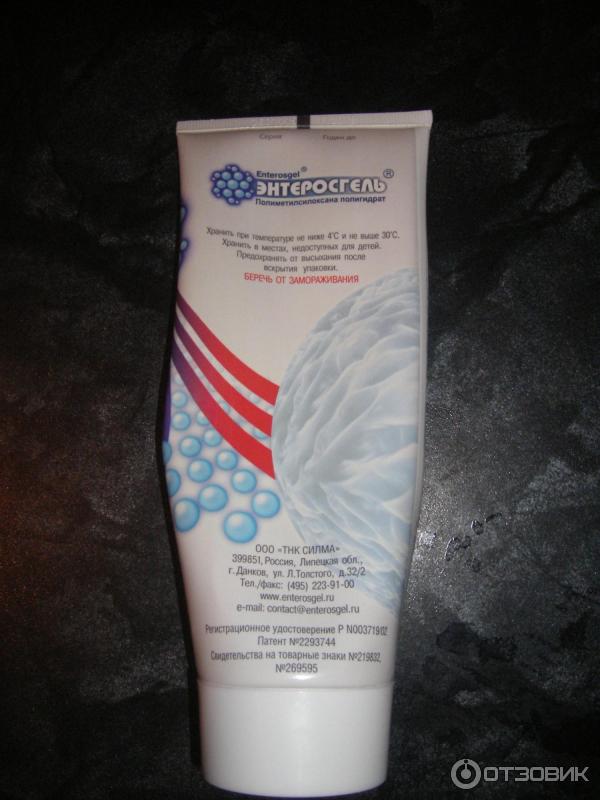 Серия Годен до
Enterosgel®
ЭНТЕРОСГЕЛЬ®
Полиметилсилоксана полигидрат
Хранить при температуре не ниже 4°С и не выше 30°С.
Хранить в местах, недоступных для детей.
Предохранять от высыхания после
вскрытия упаковки.
БЕРЕЧЬ ОТ ЗАМОРАЖИВАНИЯ
ООО «ТНК СИЛМА»
399851, Россия, Липецкая обл.,
г. Данков, ул. Л.Толстого, д.32/2
Тел./факс: (495) 223-91-00
www.enterosgel.ru
e-mail: contact@enterosgel.ru
Регистрационное удостоверение Р N003719/02
Патент №2293744
Свидетельства на товарные знаки №219832,
№269595
ОТЗОВИК